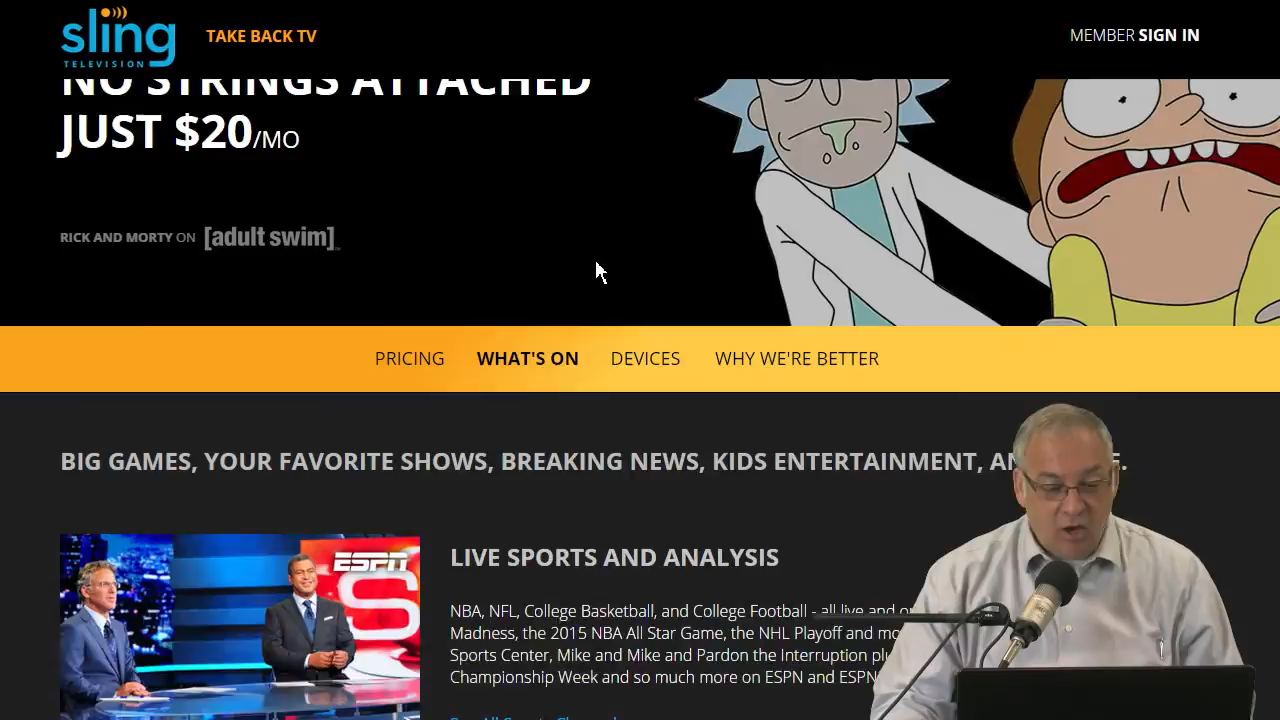 sling
TELEVISION
TAKE BACK TV
MEMBER SIGN IN
NO STRINGS ATTACHED
JUST $20/MO
RICK AND MORTY ON [adult swim]
PRICING WHAT'S ON DEVICES WHY WE'RE BETTER
BIG GAMES, YOUR FAVORITE SHOWS, BREAKING NEWS, KIDS ENTERTAINMENT,
ESPN
LIVE SPORTS AND ANALYSIS
NBA, NFL, College Basketball, and College Football - all live and
Madness, the 2015 NBA All Star Game, the NHL Playoff and
Sports Center, Mike and Mike and Pardon the Interruption
Championship Week and so much more on ESPN and ESPN